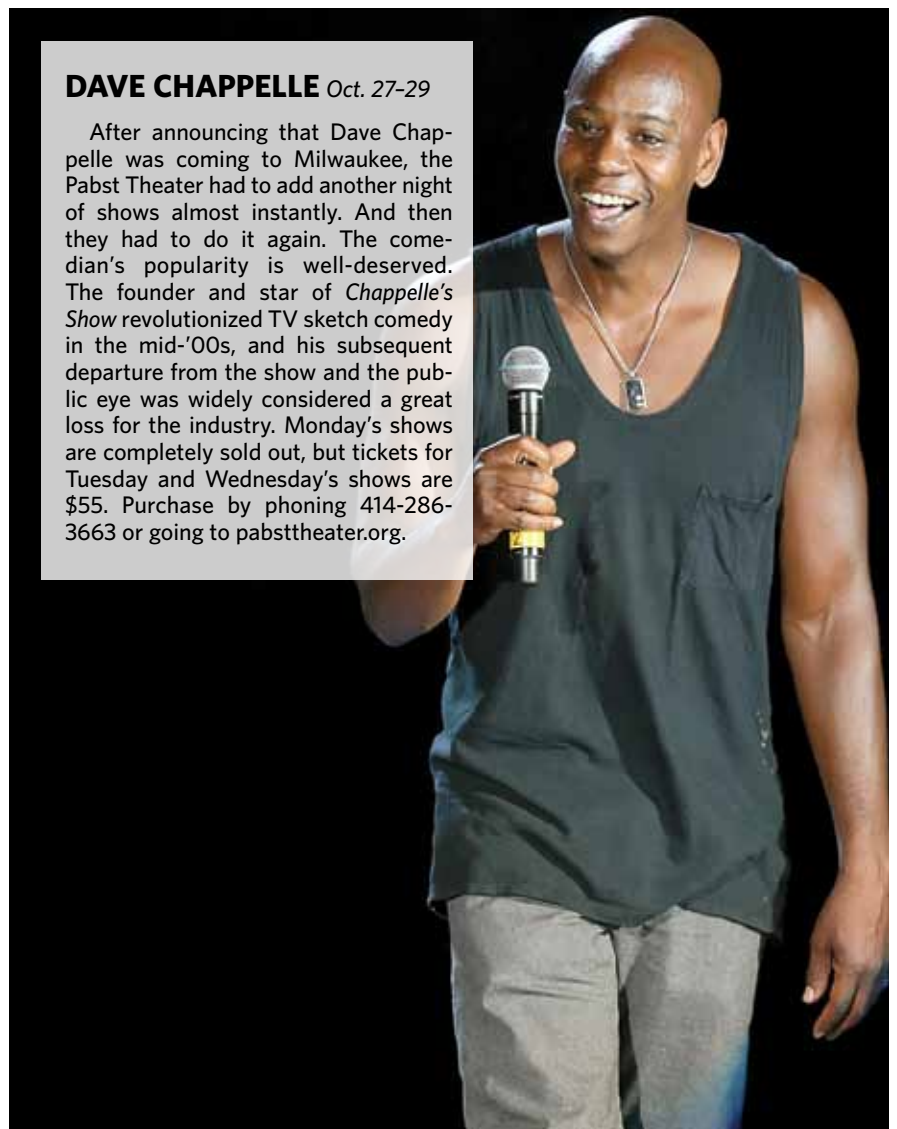 DAVE CHAPPELLE Oct. 27–29
After announcing that Dave Chap-
pelle was coming to Milwaukee, the
Pabst Theater had to add another night
of shows almost instantly. And then
they had to do it again. The come-
dian’s popularity is well-deserved.
The founder and star of Chappelle’s
Show revolutionized TV sketch comedy
in the mid-’00s, and his subsequent
departure from the show and the pub-
lic eye was widely considered a great
loss for the industry. Monday’s shows
are completely sold out, but tickets for
Tuesday and Wednesday’s shows are
$55. Purchase by phoning 414-286-
3663 or going to pabsttheater.org.